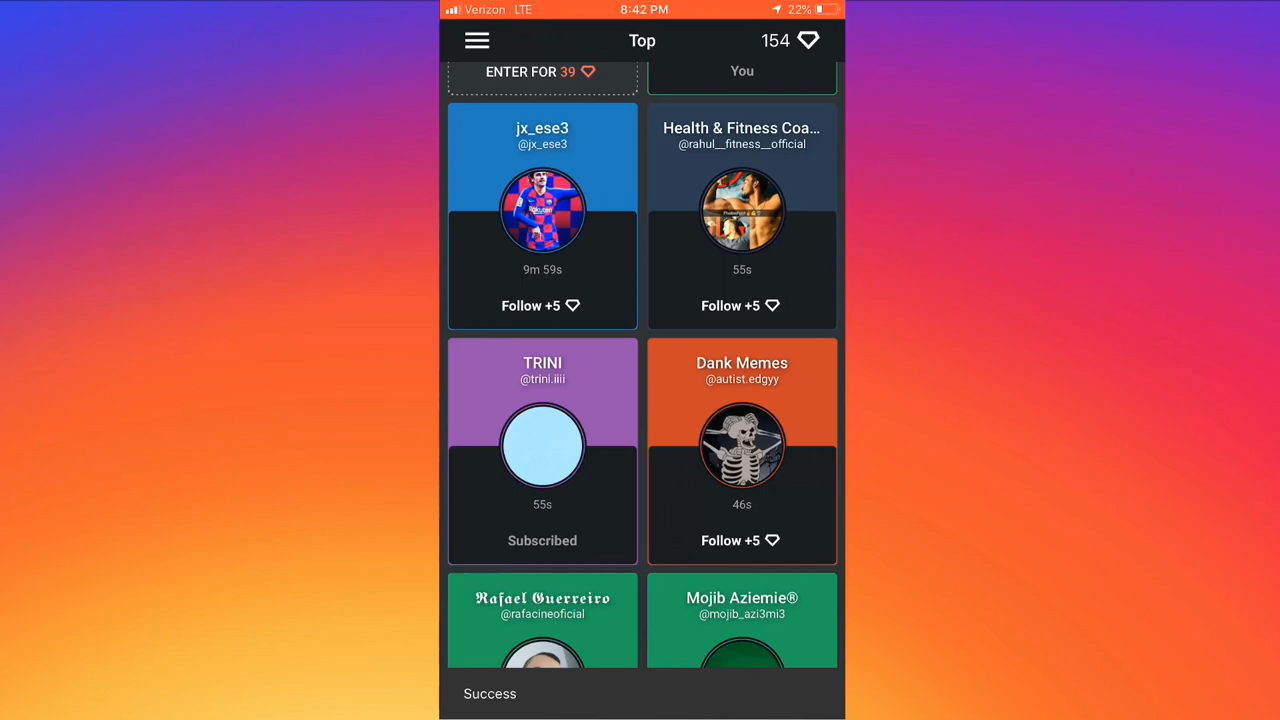 Verizon LTE 8:42 PM 22%
Top 154
ENTER FOR 39
You
jx_ese3
@jx_ese3
Rakuten
9m 59s
Follow +5
Health & Fitness Coa...
@rahul__fitness__official
55s
Follow +5
TRINI
@trini.iiii
55s
Subscribed
Dank Memes
@autist.edgyy
46s
Follow +5
𝕽𝖆𝖋𝖆𝖊𝖑 𝕲𝖚𝖊𝖗𝖗𝖊𝖎𝖗𝖔
@rafacineoficial
Mojib Aziemie®
@mojib_azi3mi3
Success